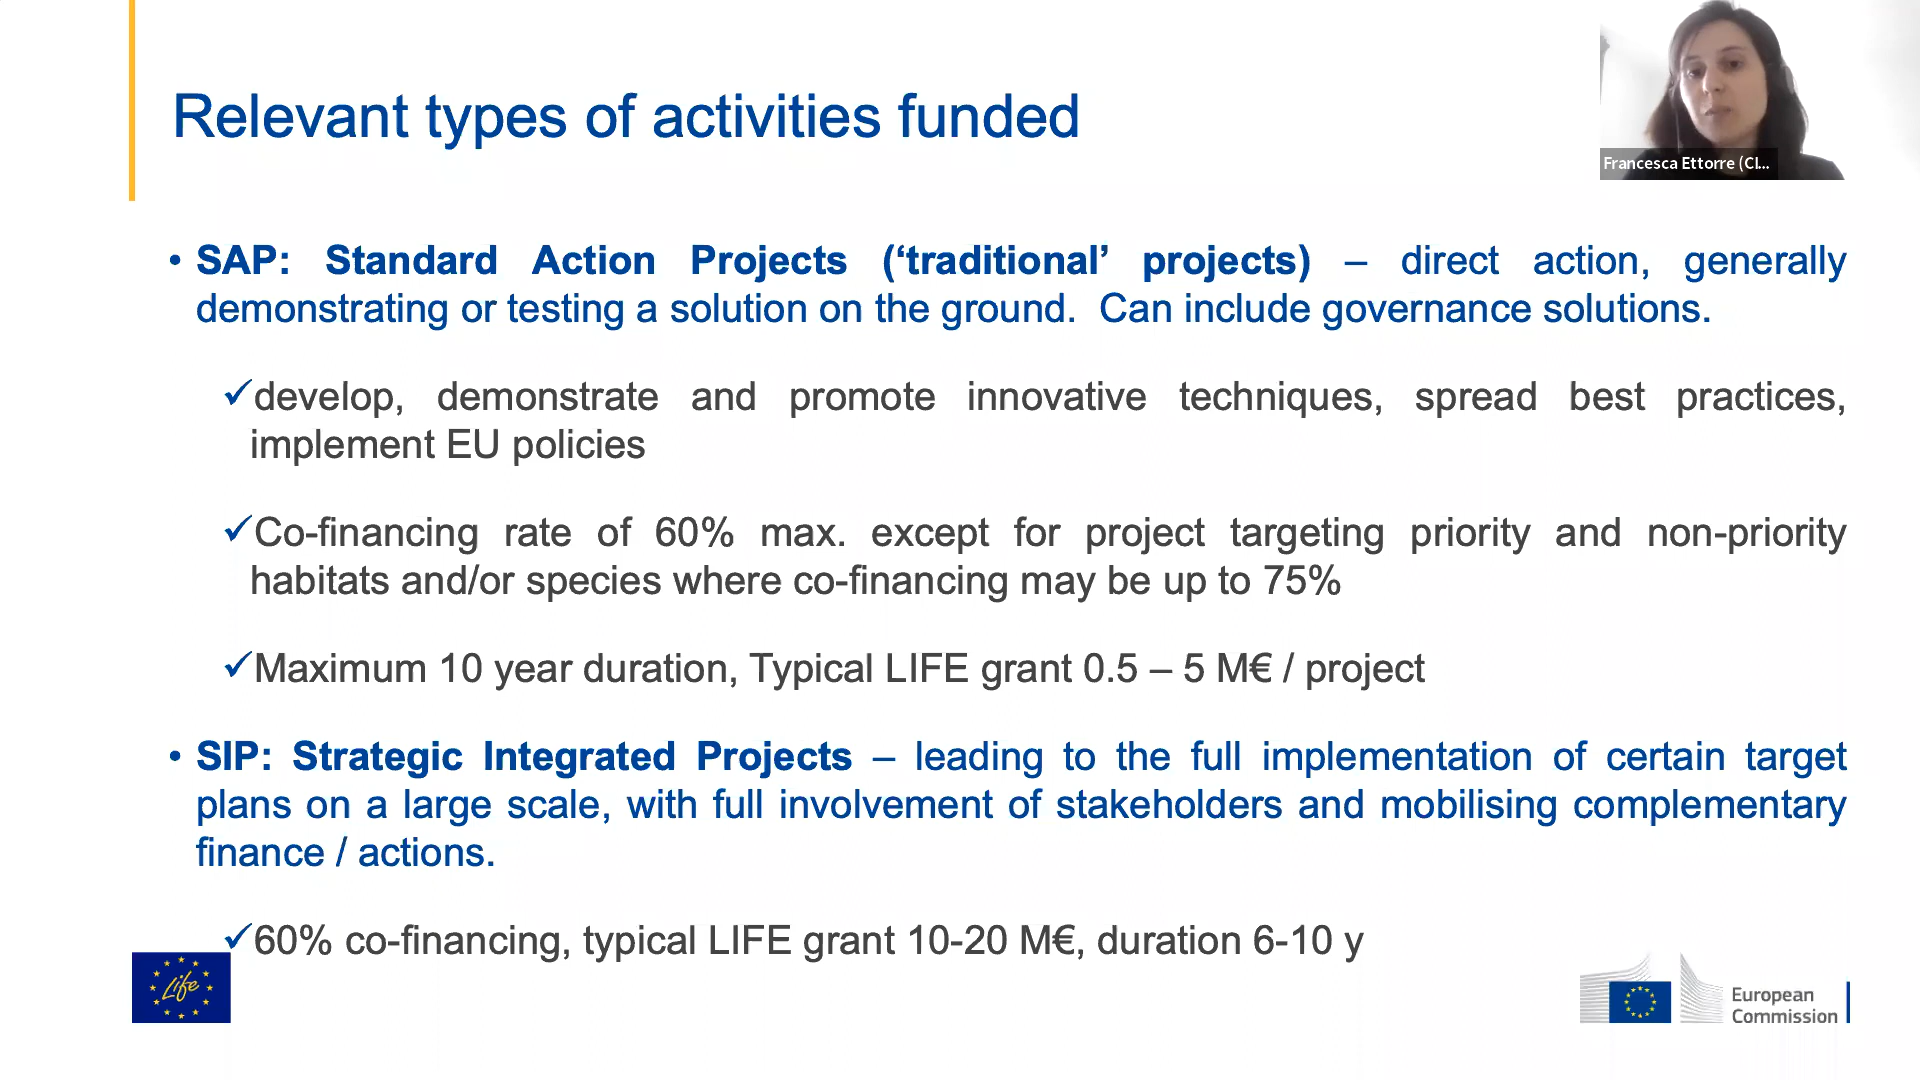 Relevant types of activities funded
Francesca Ettorre (Cl...
• SAP: Standard Action Projects (‘traditional’ projects) – direct action, generally
demonstrating or testing a solution on the ground. Can include governance solutions.
✓develop, demonstrate and promote innovative techniques, spread best practices,
implement EU policies
✓Co-financing rate of 60% max. except for project targeting priority and non-priority
habitats and/or species where co-financing may be up to 75%
✓Maximum 10 year duration, Typical LIFE grant 0.5 – 5 M€ / project
• SIP: Strategic Integrated Projects – leading to the full implementation of certain target
plans on a large scale, with full involvement of stakeholders and mobilising complementary
finance / actions.
✓60% co-financing, typical LIFE grant 10-20 M€, duration 6-10 y
Life
European
Commission